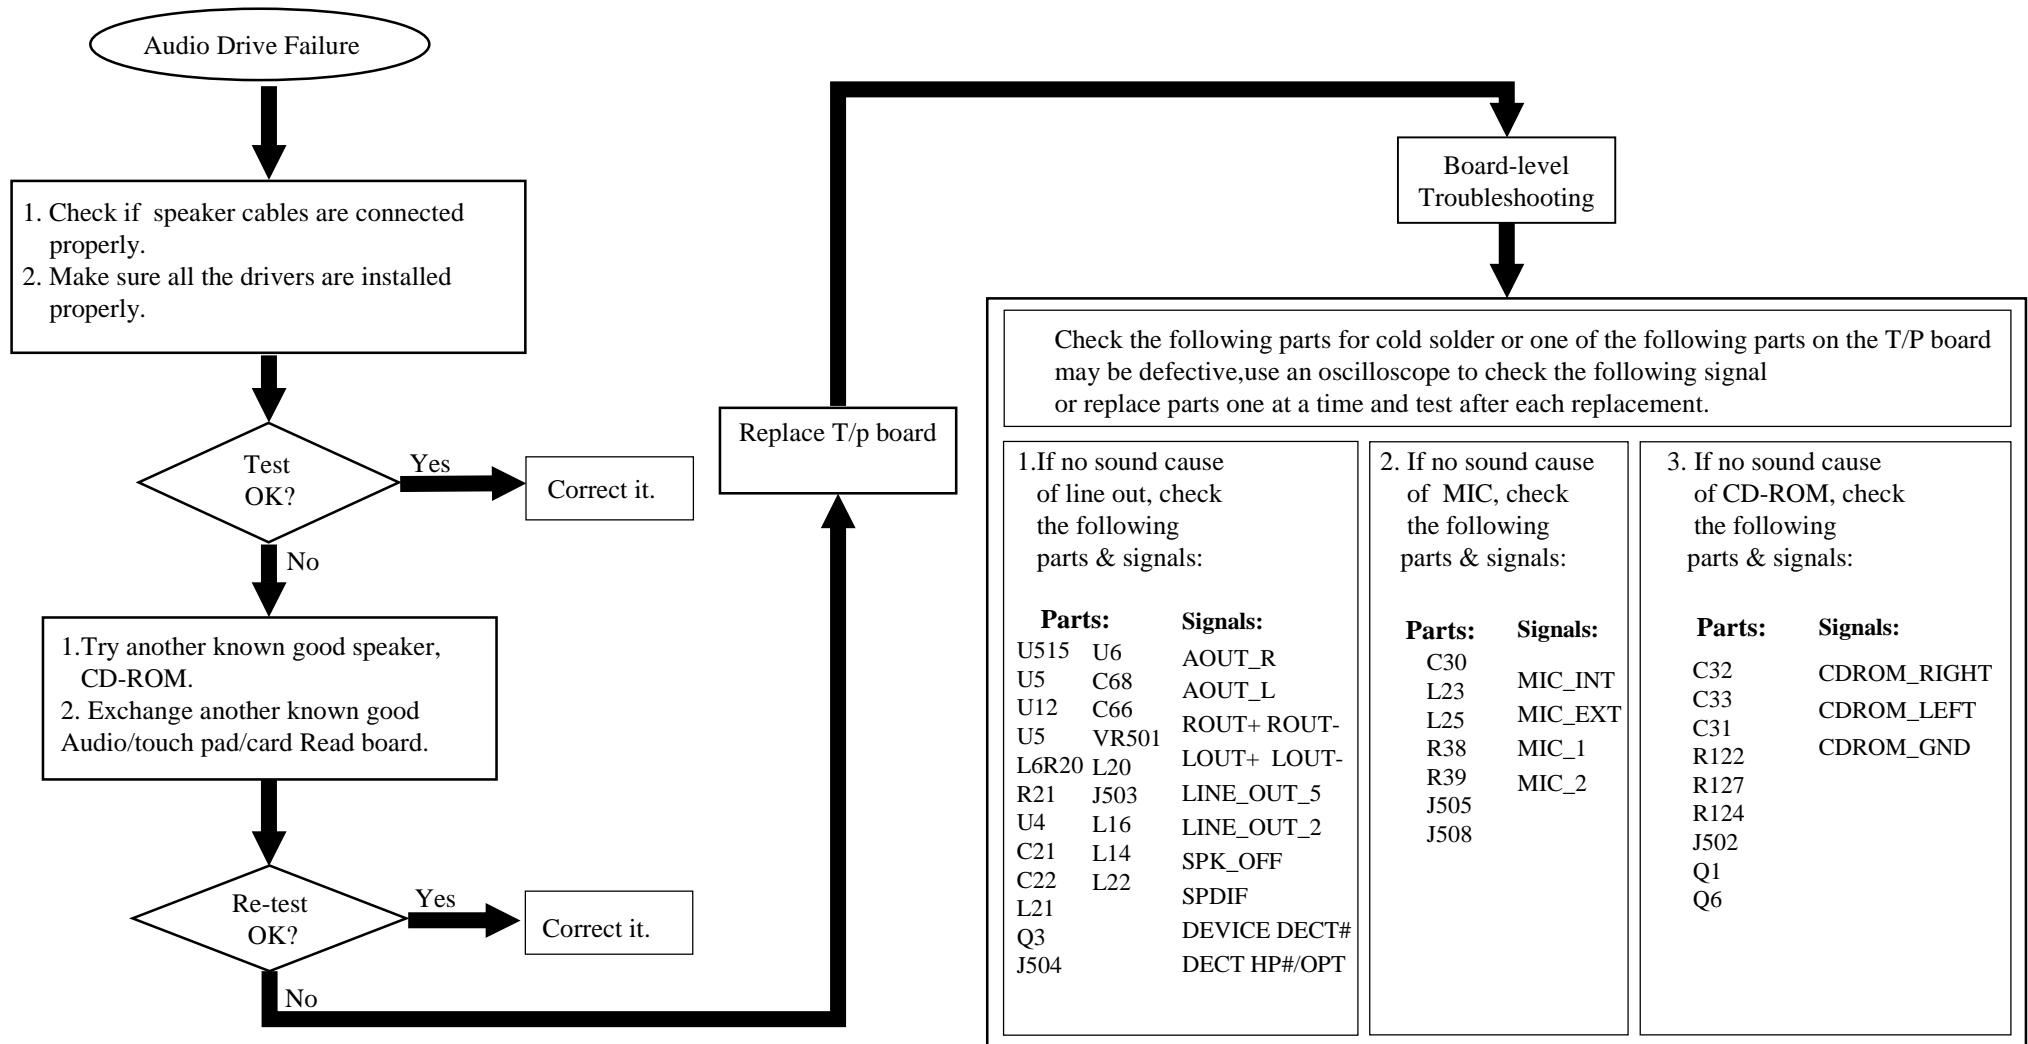 Audio Drive Failure
1. Check if speaker cables are connected
properly.
2. Make sure all the drivers are installed
properly.
Test
OK?
Yes
Correct it.
No
1.Try another known good speaker,
CD-ROM.
2. Exchange another known good
Audio/touch pad/card Read board.
Re-test
OK?
Yes
Correct it.
No
Replace T/p board
Board-level
Troubleshooting
Check the following parts for cold solder or one of the following parts on the T/P board
may be defective,use an oscilloscope to check the following signal
or replace parts one at a time and test after each replacement.
1.If no sound cause
of line out, check
the following
parts & signals:
Parts:
U515
U5
U12
U5
L6R20
R21
U4
C21
C22
L21
Q3
J504
U6
C68
C66
VR501
L20
J503
L16
L14
L22
Signals:
AOUT_R
AOUT_L
ROUT+ ROUT-
LOUT+ LOUT-
LINE_OUT_5
LINE_OUT_2
SPK_OFF
SPDIF
DEVICE DECT#
DECT HP#/OPT
2. If no sound cause
of MIC, check
the following
parts & signals:
Parts:
C30
L23
L25
R38
R39
J505
J508
Signals:
MIC_INT
MIC_EXT
MIC_1
MIC_2
3. If no sound cause
of CD-ROM, check
the following
parts & signals:
Parts:
C32
C33
C31
R122
R127
R124
J502
Q1
Q6
Signals:
CDROM_RIGHT
CDROM_LEFT
CDROM_GND